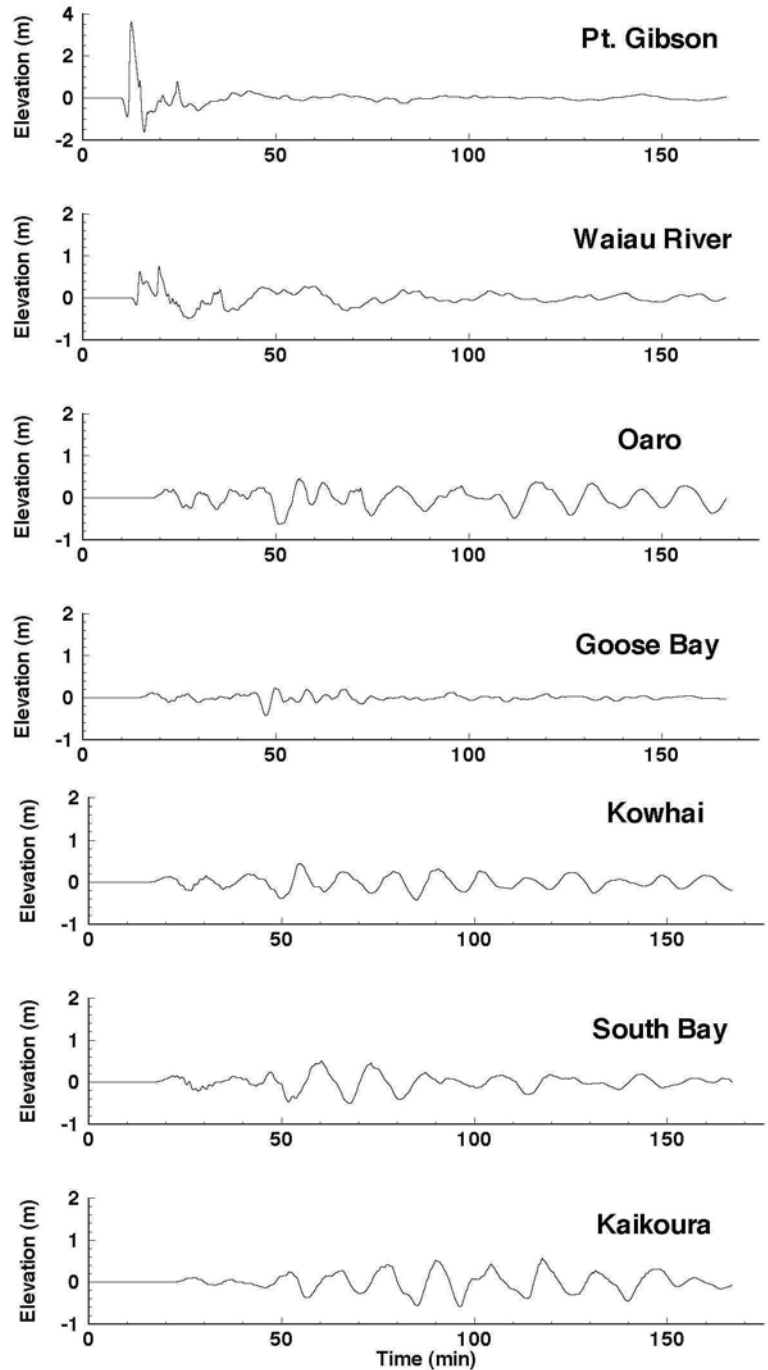 Pt. Gibson
Elevation (m)
4
2
0
-2
0 50 100 150
Waiau River
Elevation (m)
2
1
0
-1
0 50 100 150
Oaro
Elevation (m)
2
1
0
-1
0 50 100 150
Goose Bay
Elevation (m)
2
1
0
-1
0 50 100 150
Kowhai
Elevation (m)
2
1
0
-1
0 50 100 150
South Bay
Elevation (m)
2
1
0
-1
0 50 100 150
Kaikoura
Elevation (m)
2
1
0
-1
0 50 100 150
Time (min)